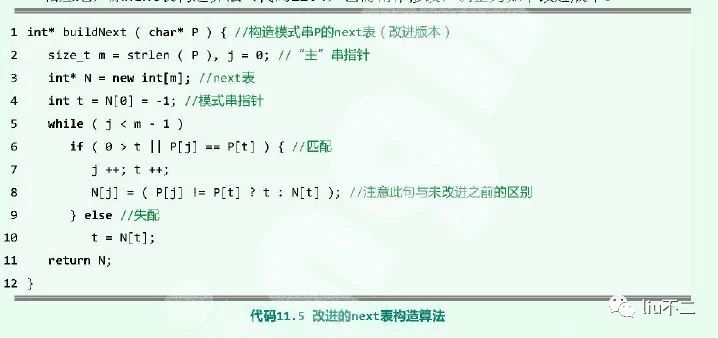 1 int* buildNext ( char* P ) { //构造模式串P的next表（改进版本）
2 size_t m = strlen ( P ), j = 0; //“主”串指针
3 int* N = new int[m]; //next表
4 int t = N[0] = -1; //模式串指针
5 while ( j < m - 1 )
6 if ( 0 > t || P[j] == P[t] ) { //匹配
7 j ++; t ++;
8 N[j] = ( P[j] != P[t] ? t : N[t] ); //注意此句与未改进之前的区别
9 } else //失配
10 t = N[t];
11 return N;
12 }
代码11.5 改进的next表构造算法
liu不二